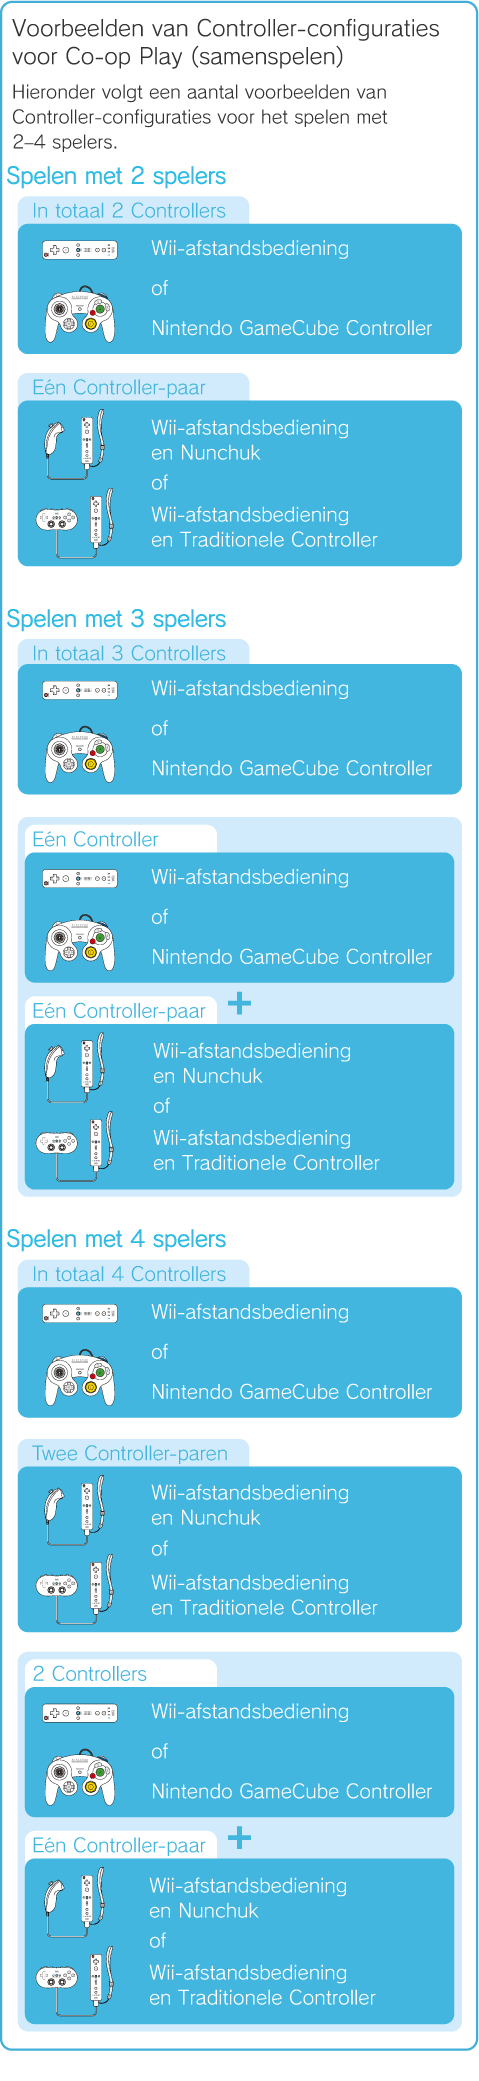 Voorbeelden van Controller-configuraties
voor Co-op Play (samenspelen)
Hieronder volgt een aantal voorbeelden van
Controller-configuraties voor het spelen met
2–4 spelers.
Spelen met 2 spelers
In totaal 2 Controllers
Wii-afstandsbediening
of
Nintendo GameCube Controller
Eén Controller-paar
Wii-afstandsbediening
en Nunchuk
of
Wii-afstandsbediening
en Traditionele Controller
Spelen met 3 spelers
In totaal 3 Controllers
Wii-afstandsbediening
of
Nintendo GameCube Controller
Eén Controller
Wii-afstandsbediening
of
Nintendo GameCube Controller
Eén Controller-paar +
Wii-afstandsbediening
en Nunchuk
of
Wii-afstandsbediening
en Traditionele Controller
Spelen met 4 spelers
In totaal 4 Controllers
Wii-afstandsbediening
of
Nintendo GameCube Controller
Twee Controller-paren
Wii-afstandsbediening
en Nunchuk
of
Wii-afstandsbediening
en Traditionele Controller
2 Controllers
Wii-afstandsbediening
of
Nintendo GameCube Controller
Eén Controller-paar +
Wii-afstandsbediening
en Nunchuk
of
Wii-afstandsbediening
en Traditionele Controller